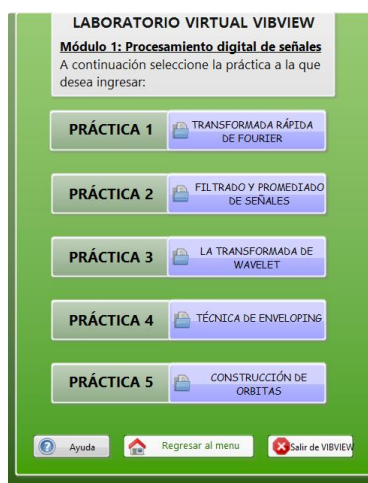 LABORATORIO VIRTUAL VIBVIEW
Módulo 1: Procesamiento digital de señales
A continuación seleccione la práctica a la que
desea ingresar:
PRÁCTICA 1
TRANSFORMADA RÁPIDA
DE FOURIER
PRÁCTICA 2
FILTRADO Y PROMEDIADO
DE SEÑALES
PRÁCTICA 3
LA TRANSFORMADA DE
WAVELET
PRÁCTICA 4
TÉCNICA DE ENVELOPING
PRÁCTICA 5
CONSTRUCCIÓN DE
ORBITAS
Ayuda
Regresar al menu
Salir de VIBVIEW